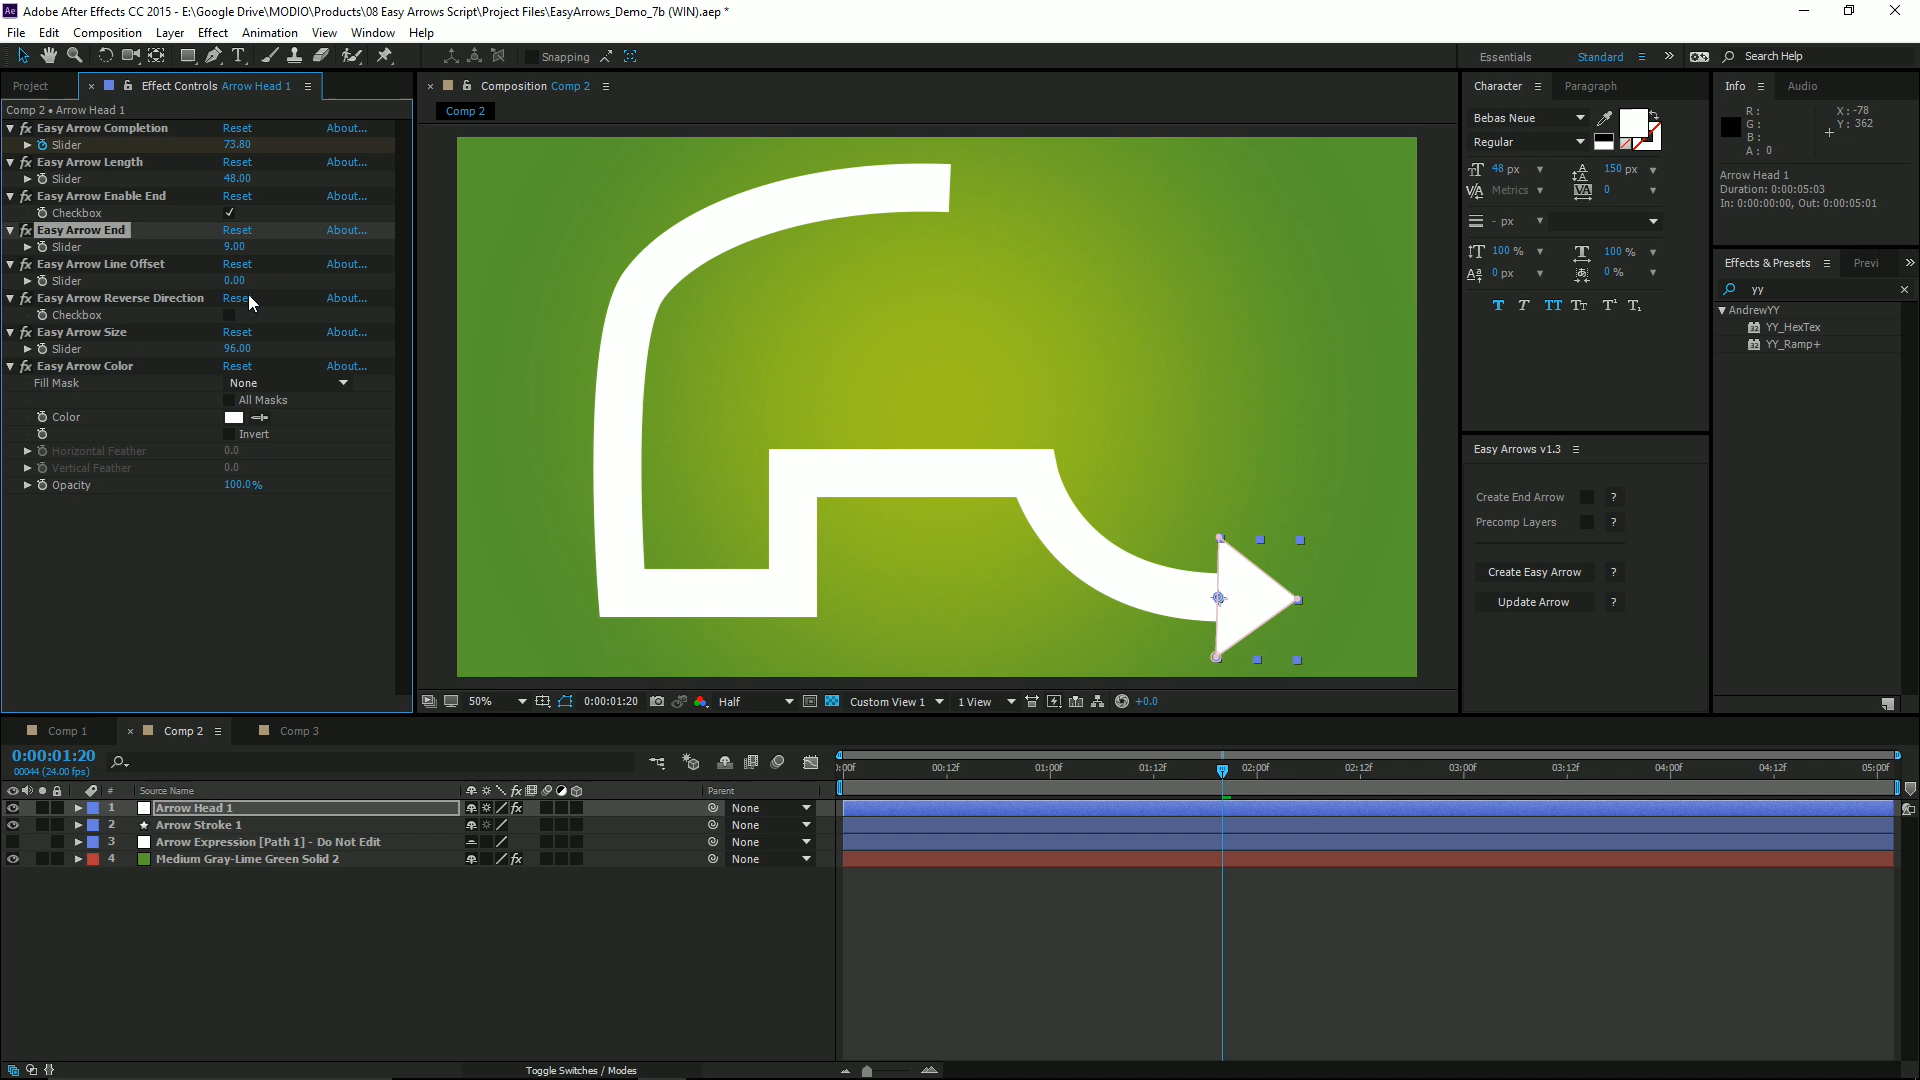 Adobe After Effects CC 2015 - E:\Google Drive\MODIO\Products\08 Easy Arrows Script\Project Files\EasyArrows_Demo_7b (WIN).aep *
File Edit Composition Layer Effect Animation View Window Help
Snapping
Essentials Standard Search Help
Project Effect Controls Arrow Head 1
Comp 2 • Arrow Head 1
Easy Arrow Completion Reset About...
Slider 73.80
Easy Arrow Length Reset About...
Slider 48.00
Easy Arrow Enable End Reset About...
Checkbox
Easy Arrow End Reset About...
Slider 9.00
Easy Arrow Line Offset Reset About...
Slider 0.00
Easy Arrow Reverse Direction Rese About...
Checkbox
Easy Arrow Size Reset About...
Slider 96.00
Easy Arrow Color Reset About...
Fill Mask None
All Masks
Color
Invert
Horizontal Feather 0.0
Vertical Feather 0.0
Opacity 100.0%
Composition Comp 2
Comp 2
50% 0:00:01:20 Half Custom View 1 1 View +0.0
Character Paragraph
Bebas Neue
Regular
48 px 150 px
Metrics 0
- px
100 % 100 %
0 px 0 %
T T TT Tt T¹ T₁
Easy Arrows v1.3
Create End Arrow ?
Precomp Layers ?
Create Easy Arrow ?
Update Arrow ?
Info Audio
R: X: -78
G: Y: 362
B:
A: 0
Arrow Head 1
Duration: 0:00:05:03
In: 0:00:00:00, Out: 0:00:05:01
Effects & Presets Previ
yy
AndrewYY
YY_HexTex
YY_Ramp+
Comp 1 Comp 2 Comp 3
0:00:01:20
00044 (24.00 fps)
:00f 00:12f 01:00f 01:12f 02:00f 02:12f 03:00f 03:12f 04:00f 04:12f 05:00f
# Source Name Parent
1 Arrow Head 1 None
2 Arrow Stroke 1 None
3 Arrow Expression [Path 1] - Do Not Edit None
4 Medium Gray-Lime Green Solid 2 None
Toggle Switches / Modes